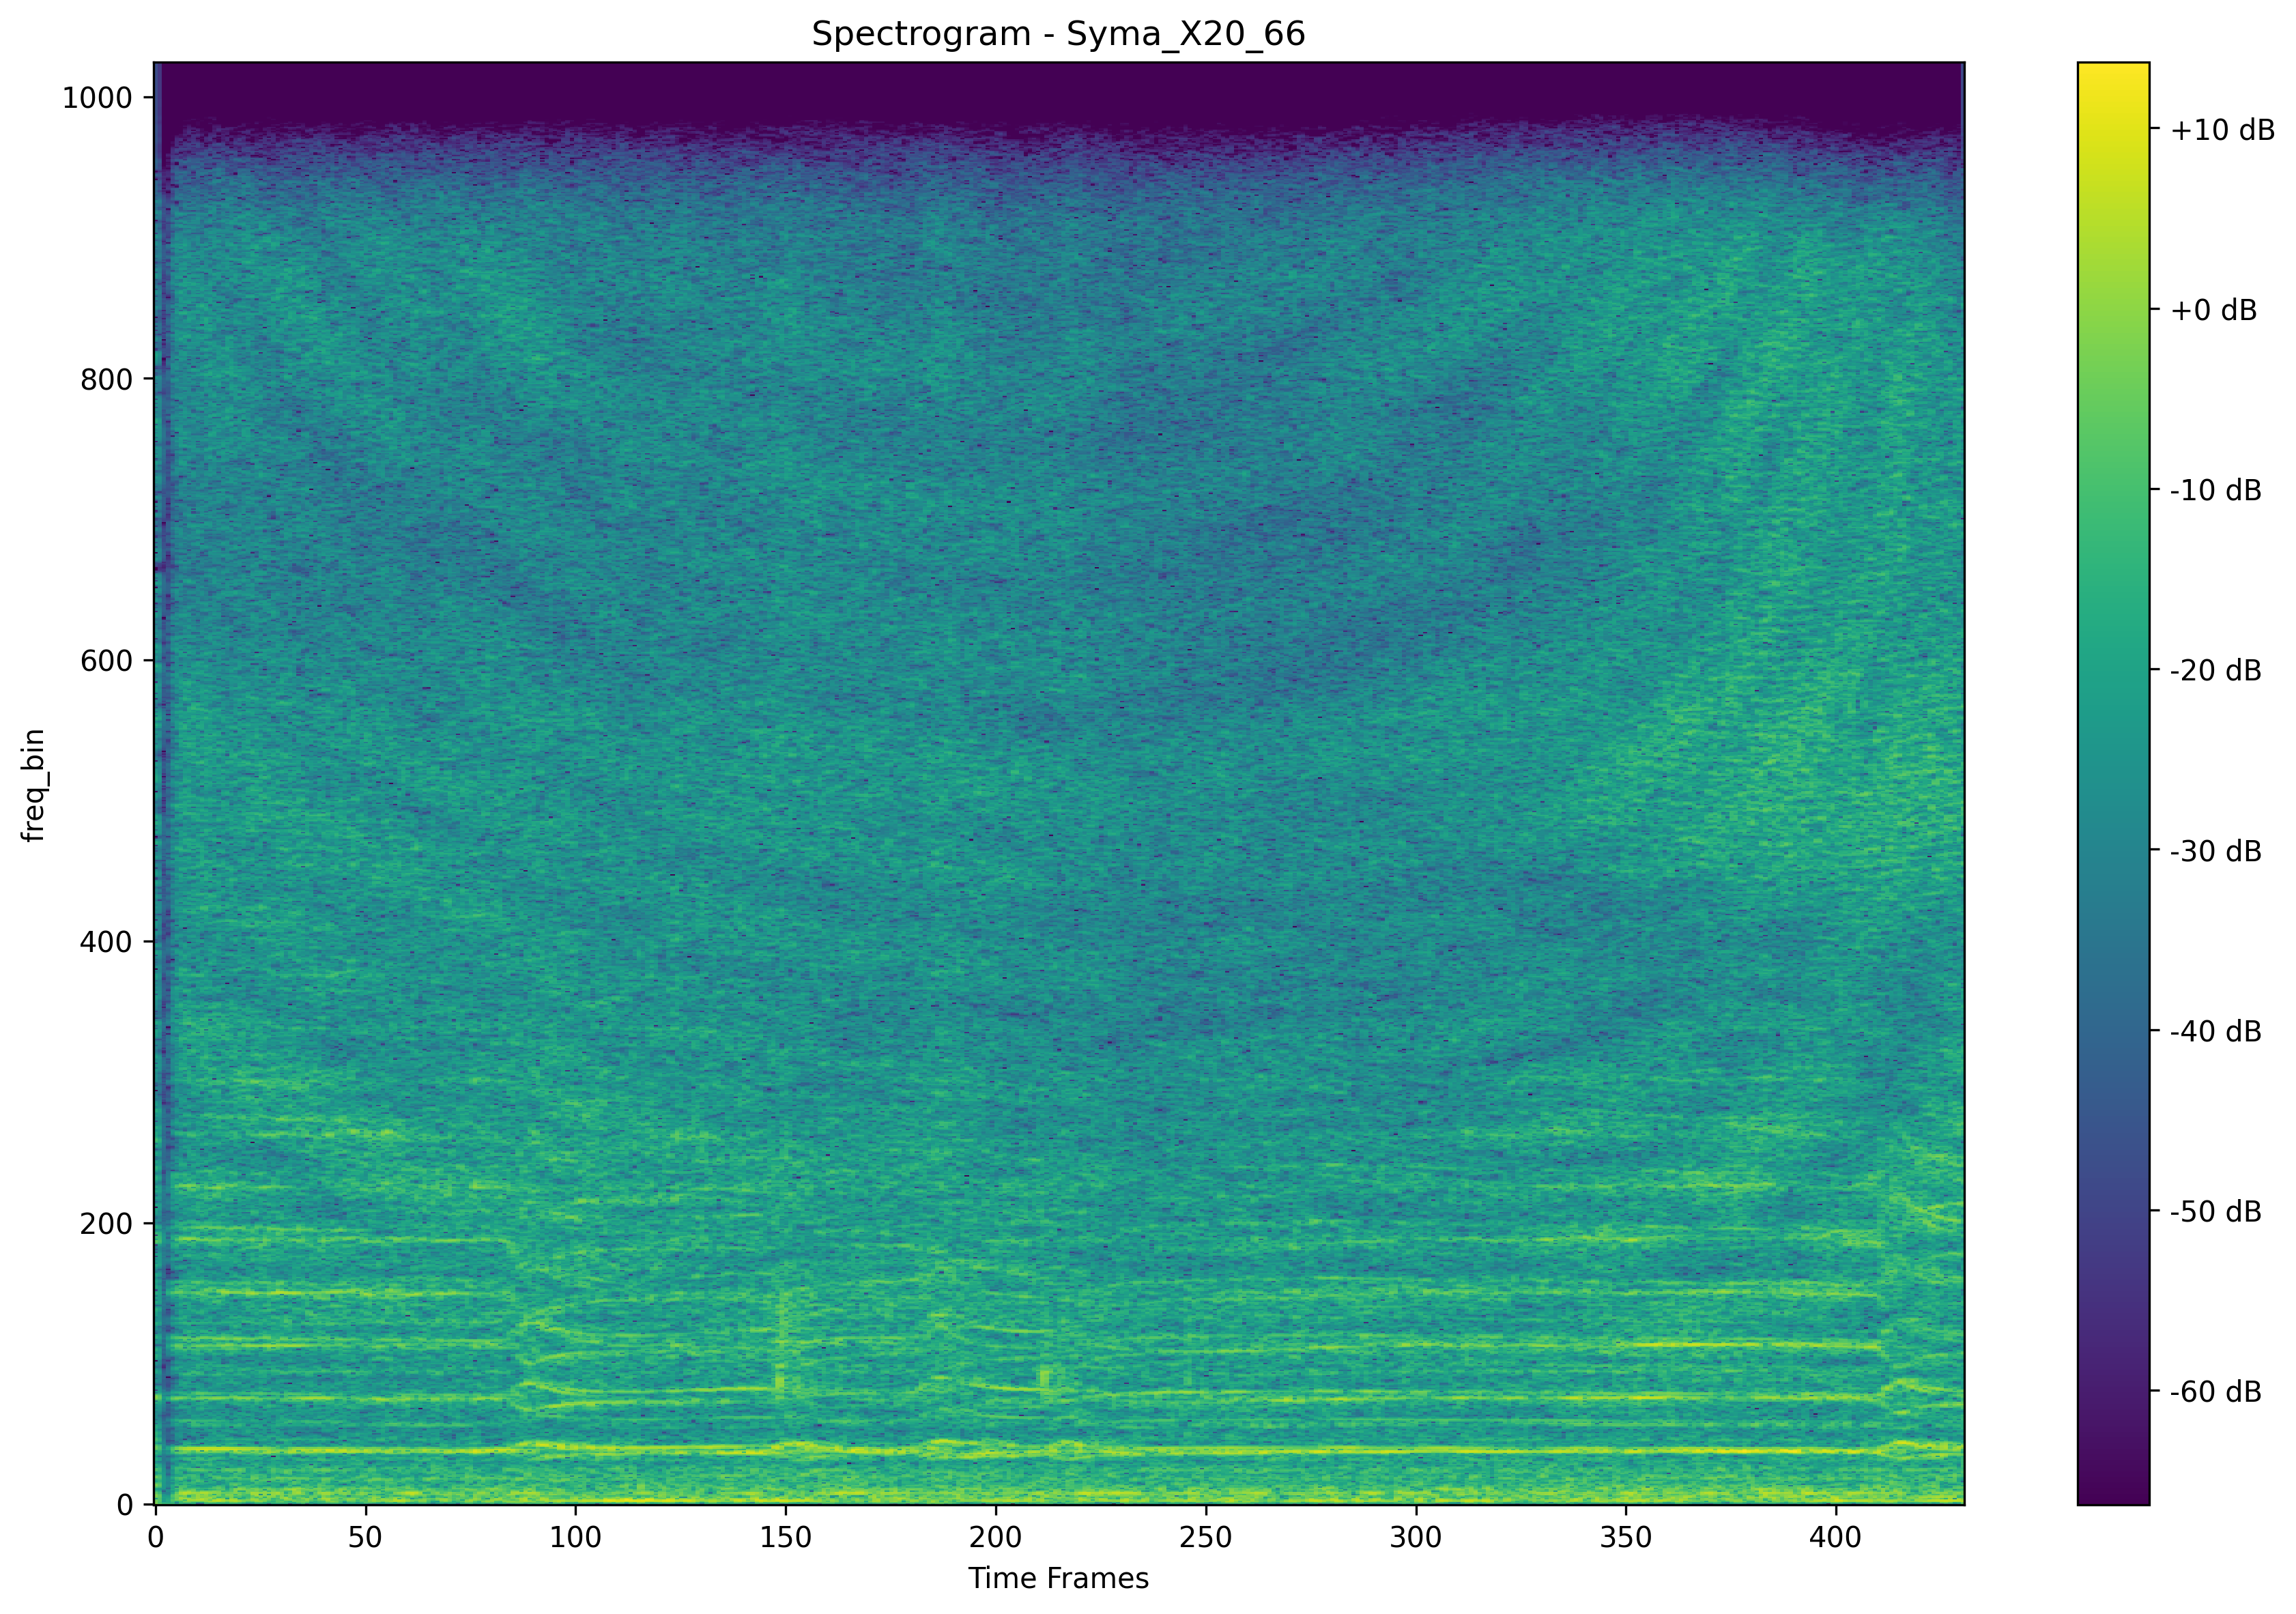 Spectrogram - Syma_X20_66
1000
800
600
400
200
0
freq_bin
0 50 100 150 200 250 300 350 400
Time Frames
+10 dB
+0 dB
-10 dB
-20 dB
-30 dB
-40 dB
-50 dB
-60 dB